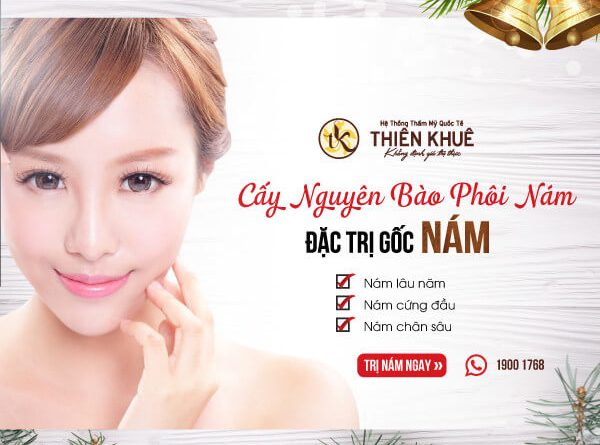 Hệ Thống Thẩm Mỹ Quốc Tế
tk
THIÊN KHUÊ
Khẳng định giá trị thực
Cấy Nguyên Bào Phôi Nám
ĐẶC TRỊ GỐC NÁM
Nám lâu năm
Nám cứng đầu
Nám chân sâu
TRỊ NÁM NGAY »
1900 1768